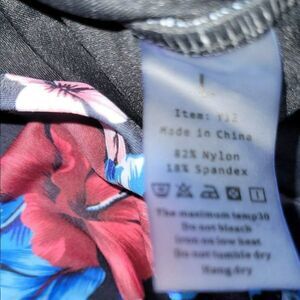 L
Item: Y12
Made in China
82% Nylon
18% Spandex
The maximum temp30
Do not bleach
iron on low heat
Do not tumble dry
Hang dry